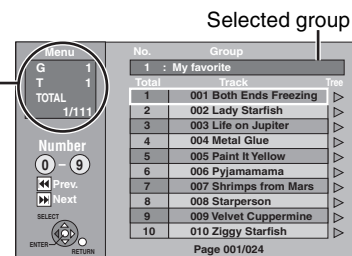 Selected group
Menu
G 1
T 1
TOTAL
1/111
Number
0 – 9
Prev.
Next
SELECT
ENTER
RETURN
No. Group
1 : My favorite
Total Track Tree
1 001 Both Ends Freezing
2 002 Lady Starfish
3 003 Life on Jupiter
4 004 Metal Glue
5 005 Paint It Yellow
6 006 Pyjamamama
7 007 Shrimps from Mars
8 008 Starperson
9 009 Velvet Cuppermine
10 010 Ziggy Starfish
Page 001/024